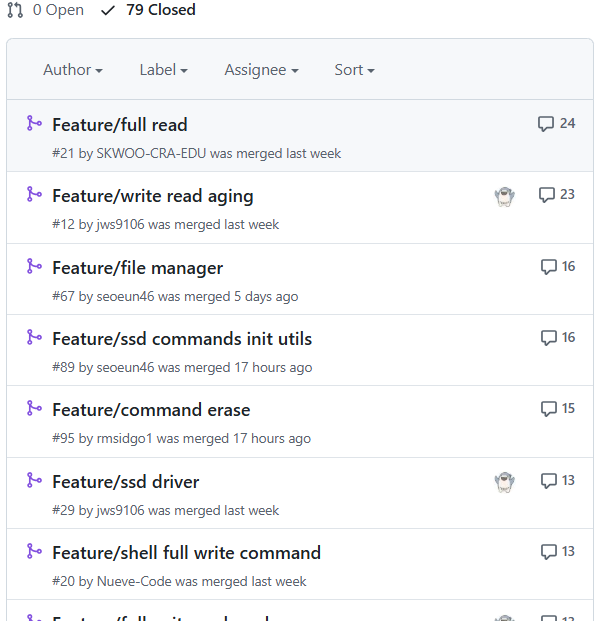 0 Open 79 Closed
Author Label Assignee Sort
Feature/full read 24
#21 by SKWOO-CRA-EDU was merged last week
Feature/write read aging 23
#12 by jws9106 was merged last week
Feature/file manager 16
#67 by seoeun46 was merged 5 days ago
Feature/ssd commands init utils 16
#89 by seoeun46 was merged 17 hours ago
Feature/command erase 15
#95 by rmsidgo1 was merged 17 hours ago
Feature/ssd driver 13
#29 by jws9106 was merged last week
Feature/shell full write command 13
#20 by Nueve-Code was merged last week